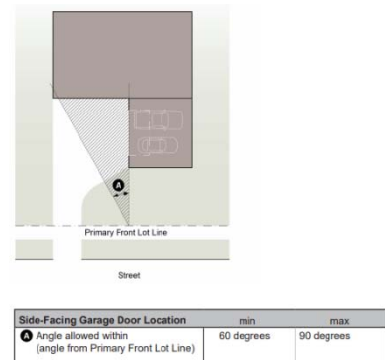 A
Primary Front Lot Line
Street
Side-Facing Garage Door Location min max
A Angle allowed within 60 degrees 90 degrees
(angle from Primary Front Lot Line)